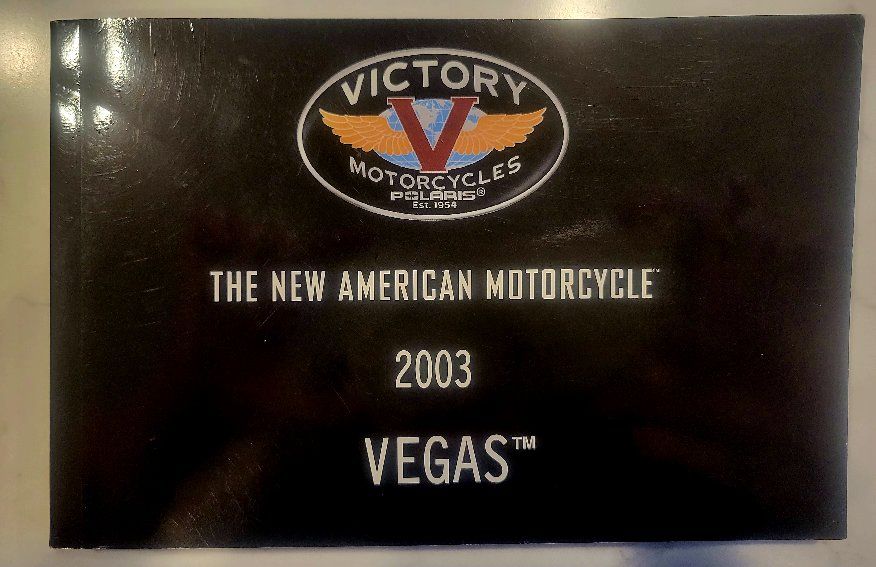 VICTORY
V
MOTORCYCLES
POLARIS®
Est. 1954
THE NEW AMERICAN MOTORCYCLE™
2003
VEGAS™